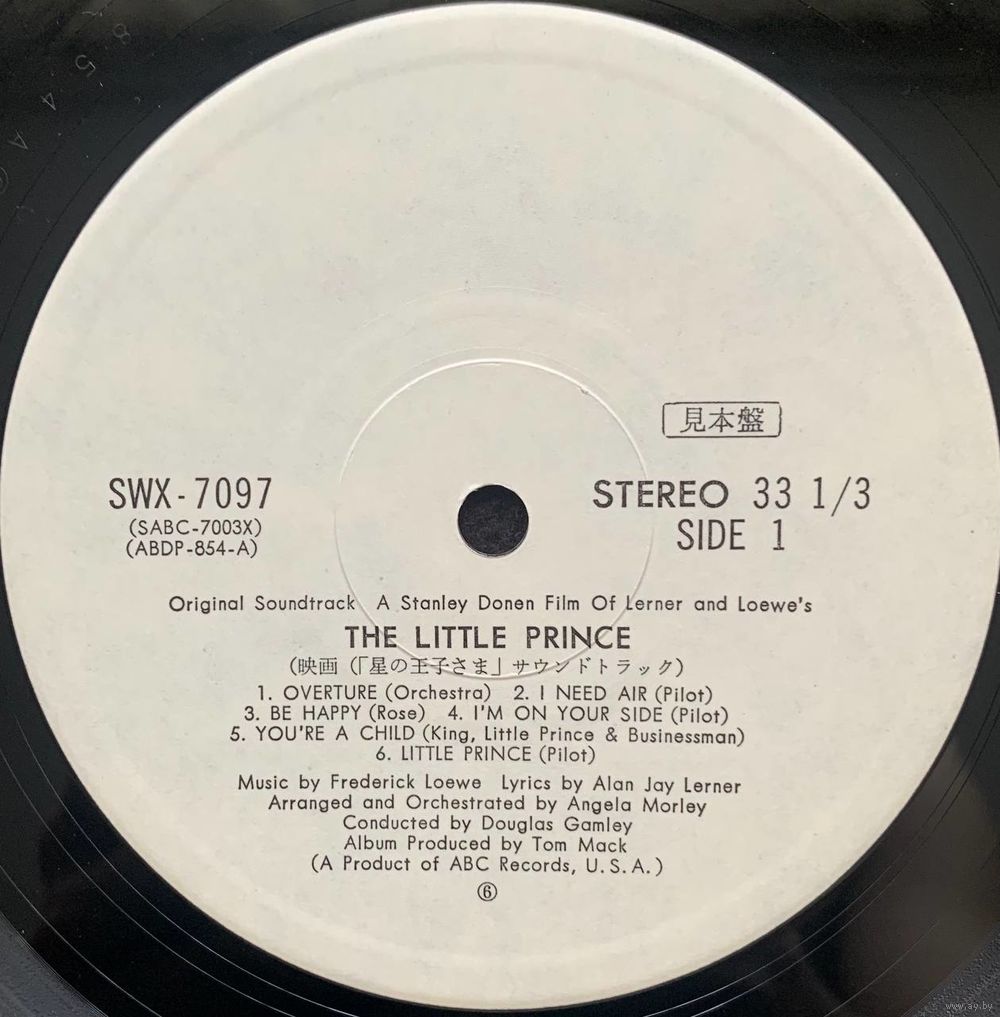 見本盤
SWX-7097
(SABC-7003X)
(ABDP-854-A)
STEREO 33 1/3
SIDE 1
Original Soundtrack A Stanley Donen Film Of Lerner and Loewe's
THE LITTLE PRINCE
(映画(「星の王子さま」サウンドトラック)
1. OVERTURE (Orchestra) 2. I NEED AIR (Pilot)
3. BE HAPPY (Rose) 4. I'M ON YOUR SIDE (Pilot)
5. YOU'RE A CHILD (King, Little Prince & Businessman)
6. LITTLE PRINCE (Pilot)
Music by Frederick Loewe Lyrics by Alan Jay Lerner
Arranged and Orchestrated by Angela Morley
Conducted by Douglas Gamley
Album Produced by Tom Mack
(A Product of ABC Records, U.S.A.)
⑥
www.ay.by